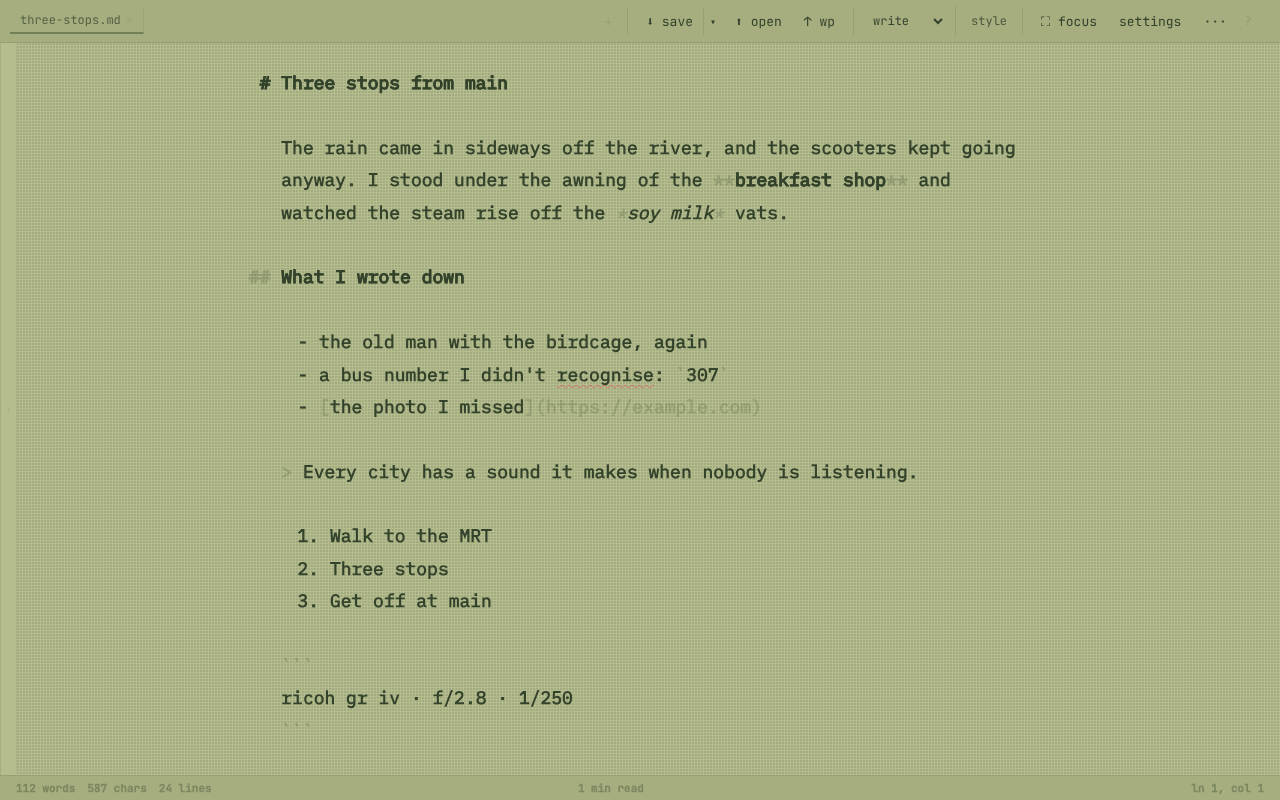 three-stops.md ×
+
⬇ save
▾
⬆ open
↑ wp
write
style
⛶ focus
settings
···
?
# Three stops from main
The rain came in sideways off the river, and the scooters kept going
anyway. I stood under the awning of the **breakfast shop** and
watched the steam rise off the *soy milk* vats.
## What I wrote down
- the old man with the birdcage, again
- a bus number I didn't recognise: `307`
- [the photo I missed](https://example.com)
> Every city has a sound it makes when nobody is listening.
1. Walk to the MRT
2. Three stops
3. Get off at main
```
ricoh gr iv · f/2.8 · 1/250
```
112 words 587 chars 24 lines
1 min read
ln 1, col 1